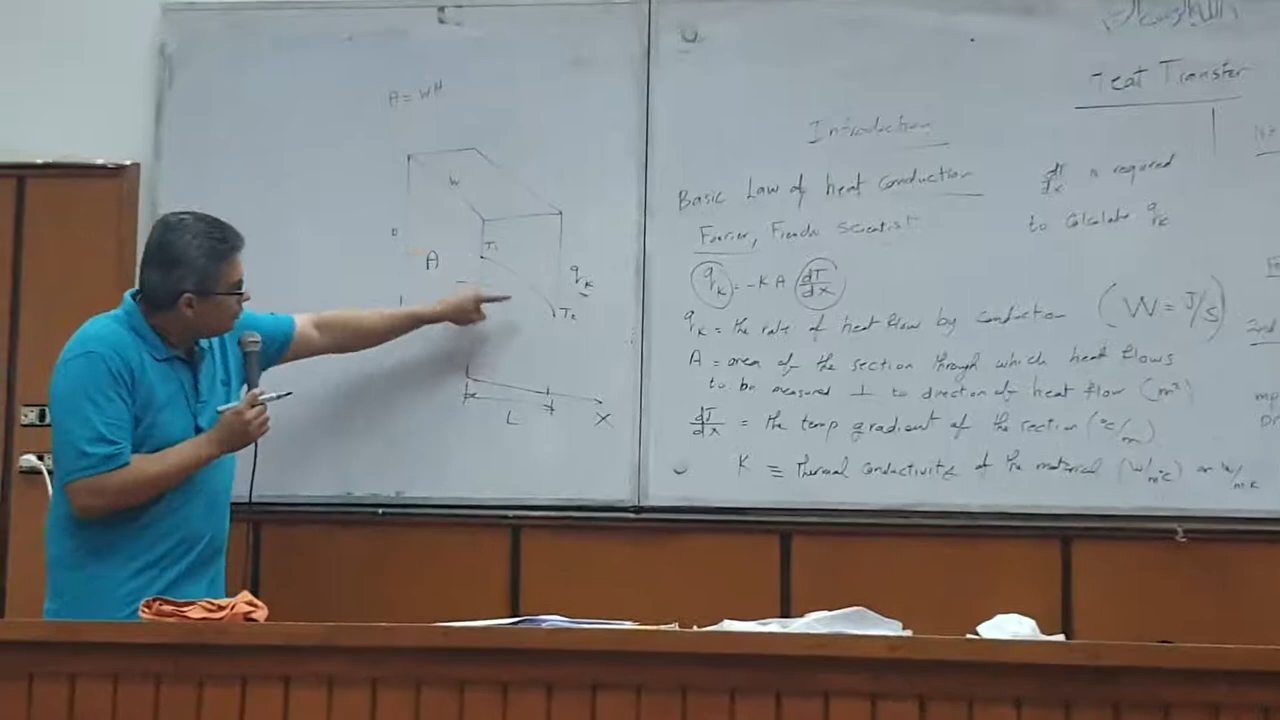 A = WH
W
A
T₁
T₂
qₖ
L
X
Heat Transfer
Introduction
Basic Law of heat conduction
Fourier, French Scientist
qₖ = -K A dT/dx
qₖ = the rate of heat flow by conduction (W = J/s)
A = area of the section through which heat flows
to be measured ⊥ to direction of heat flow (m²)
dT/dx = the temp gradient of the section (°C/m)
K ≡ thermal conductivity of the material (W/m°C) or W/mK
dT/dx is required
to calculate qₖ